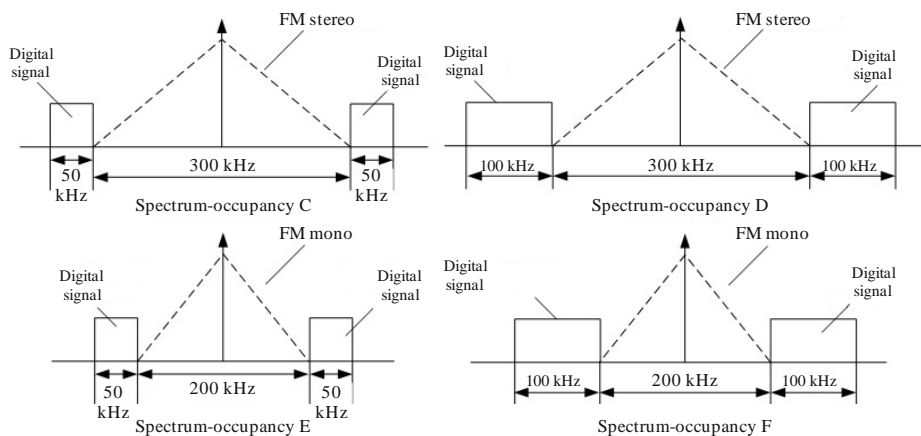 FM stereo
Digital
signal
Digital
signal
50
kHz
300 kHz
50
kHz
Spectrum-occupancy C
FM stereo
Digital
signal
Digital
signal
100 kHz
300 kHz
100 kHz
Spectrum-occupancy D
FM mono
Digital
signal
Digital
signal
50
kHz
200 kHz
50
kHz
Spectrum-occupancy E
FM mono
Digital
signal
Digital
signal
100 kHz
200 kHz
100 kHz
Spectrum-occupancy F